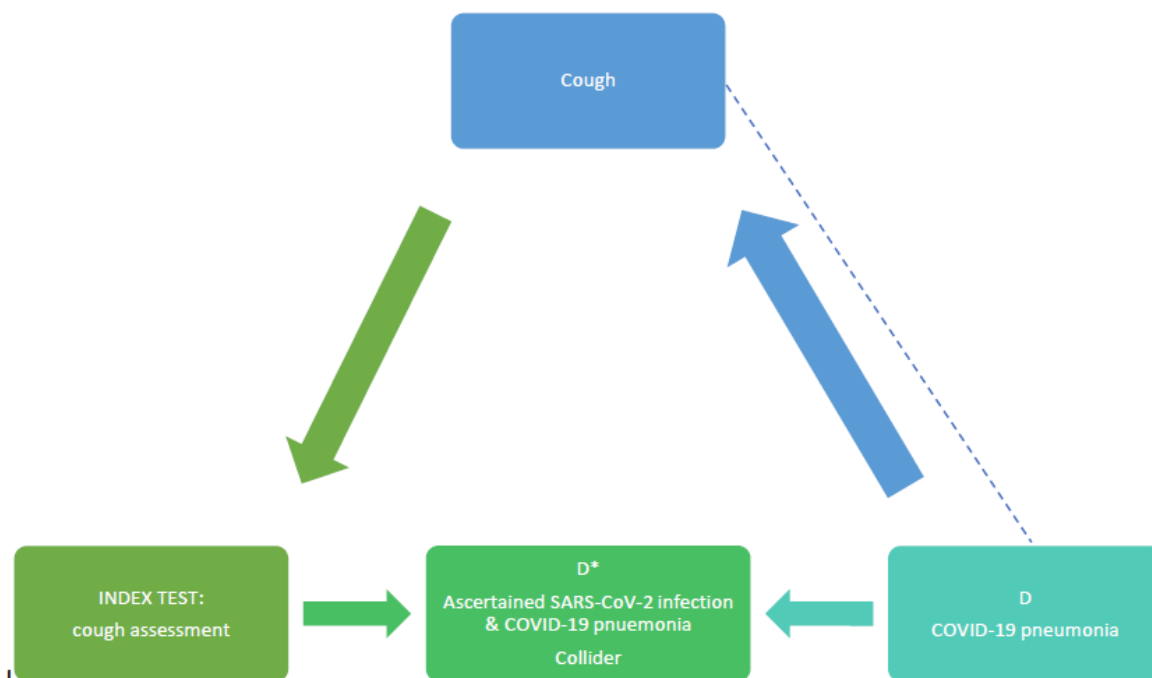 Cough
INDEX TEST:
cough assessment
D*
Ascertained SARS-CoV-2 infection
& COVID-19 pnuemonia
Collider
D
COVID-19 pneumonia